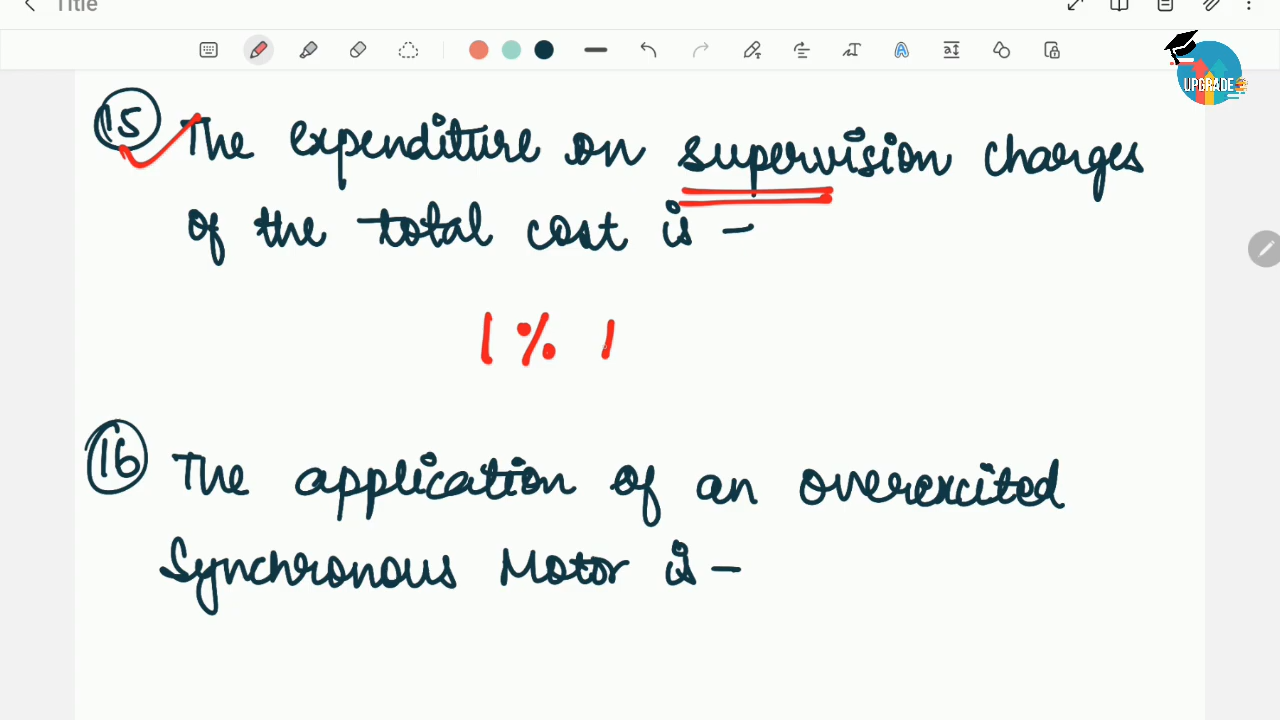 Title
UPGRADE
15 The expenditure on supervision charges
of the total cost is -
1% 1
16 The application of an overexcited
Synchronous Motor is -